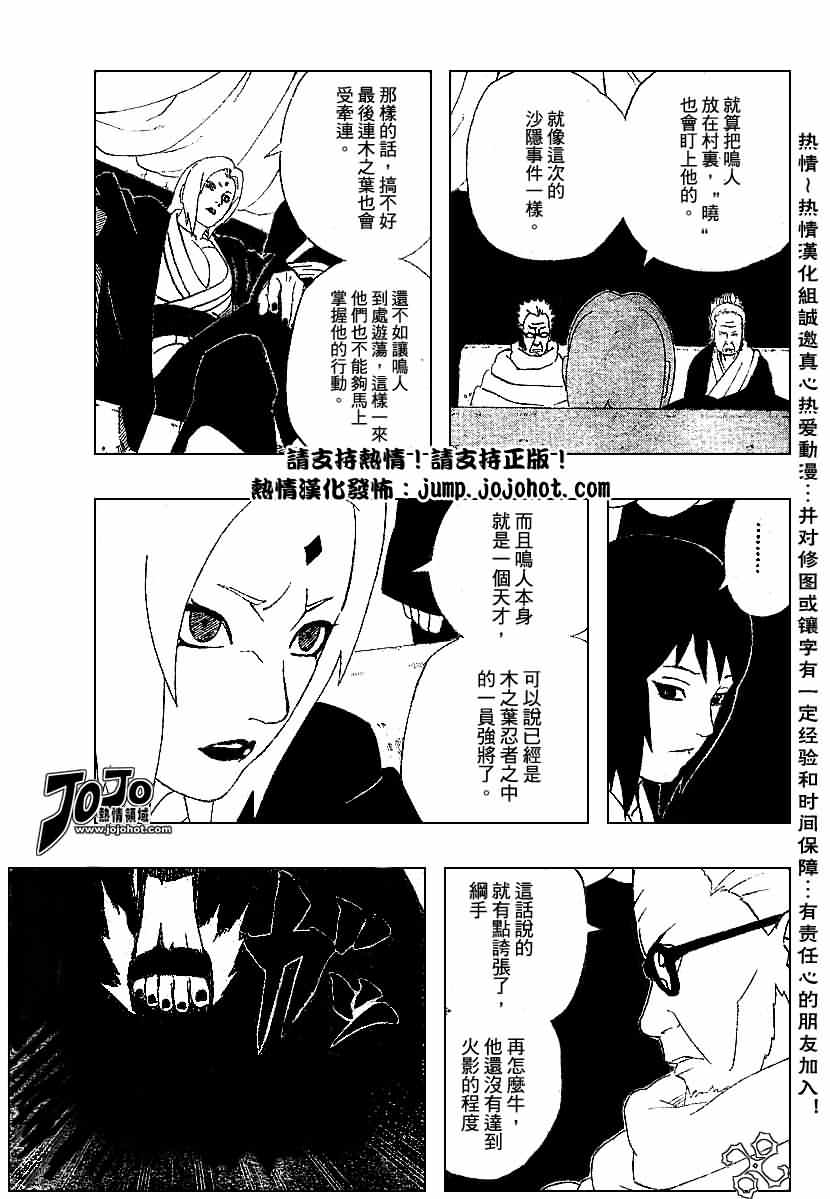 就算把鳴人
放在村裏，〞曉〝
也會盯上他的。
就像這次的
沙隱事件一樣。
那樣的話，搞不好
最後連木之葉也會
受牽連。
還不如讓鳴人
到處遊蕩，這樣一來
他們也不能夠馬上
掌握他的行動。
請支持熱情！請支持正版！
熱情漢化發佈：jump.jojohot.com
…………
而且鳴人本身
就是一個天才，
可以說已經是
木之葉忍者之中
的一員強將了。
這話說的
就有點誇張了，
綱手
再怎麼牛，
他還沒有達到
火影的程度
ガッ
JOJO
熱情領域
www.jojohot.com
热情～热情漢化組誠邀真心热爱動漫…并对修图或镶字有一定经验和时间保障…有责任心的朋友加入！